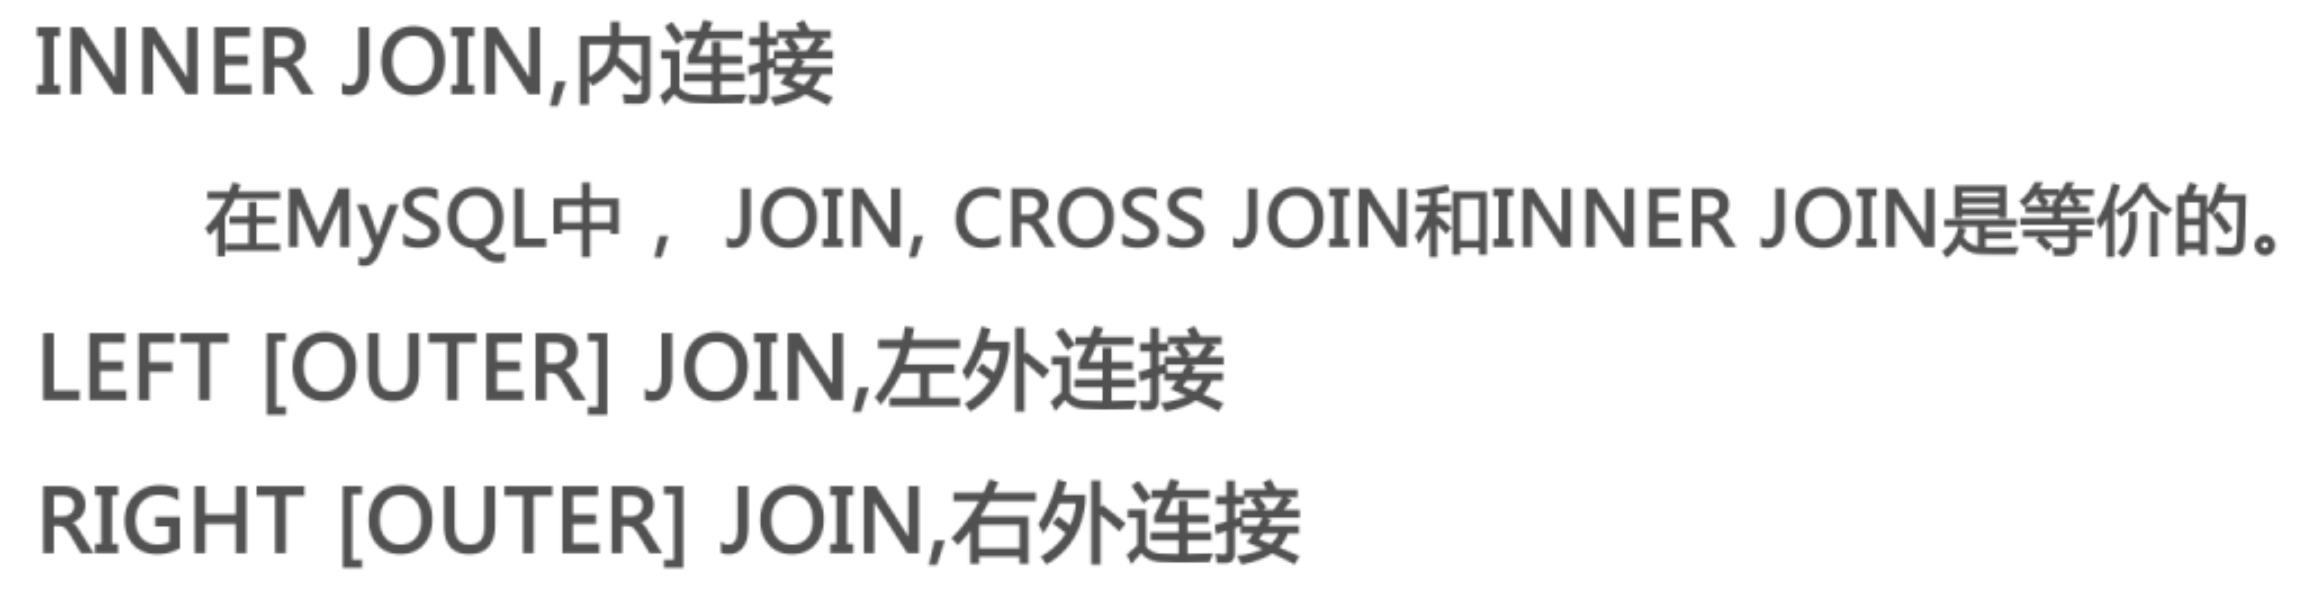 INNER JOIN,内连接
在MySQL中， JOIN, CROSS JOIN和INNER JOIN是等价的。
LEFT [OUTER] JOIN,左外连接
RIGHT [OUTER] JOIN,右外连接